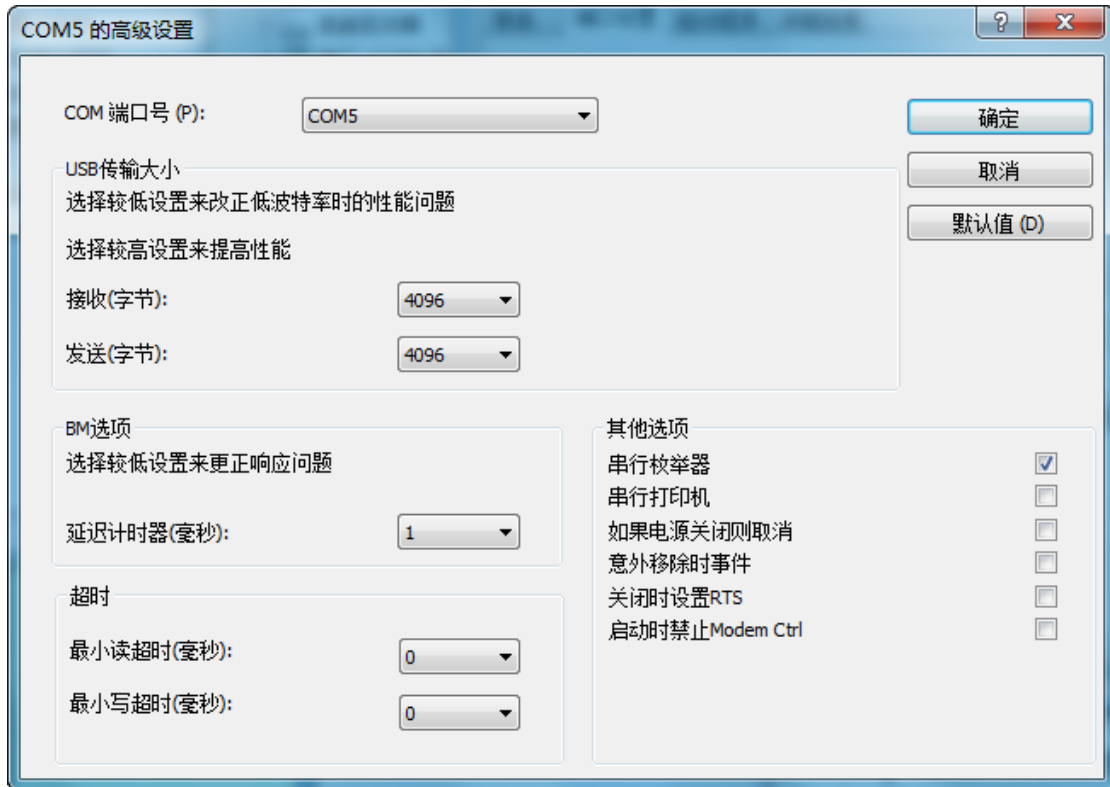 COM5 的高级设置
COM 端口号 (P):
COM5
确定
取消
默认值 (D)
USB传输大小
选择较低设置来改正低波特率时的性能问题
选择较高设置来提高性能
接收(字节):
4096
发送(字节):
4096
BM选项
选择较低设置来更正响应问题
延迟计时器(毫秒):
1
超时
最小读超时(毫秒):
0
最小写超时(毫秒):
0
其他选项
串行枚举器
串行打印机
如果电源关闭则取消
意外移除时事件
关闭时设置RTS
启动时禁止Modem Ctrl